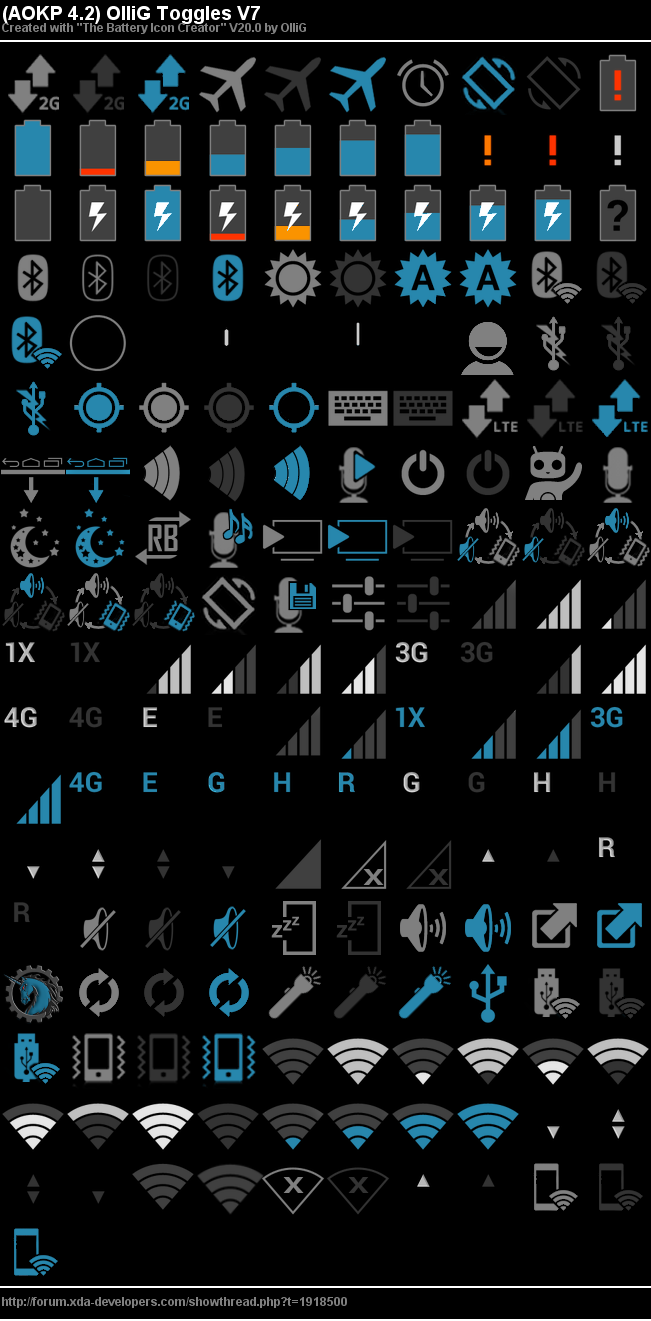 (AOKP 4.2) OlliG Toggles V7
Created with "The Battery Icon Creator" V20.0 by OlliG
2G 2G 2G ! 
! ! !
?
A A
LTE LTE LTE
RB
1X 1X 3G 3G
4G 4G E E 1X 3G
4G E G H R G G H H
X X R
R zzz zzz
X X
http://forum.xda-developers.com/showthread.php?t=1918500